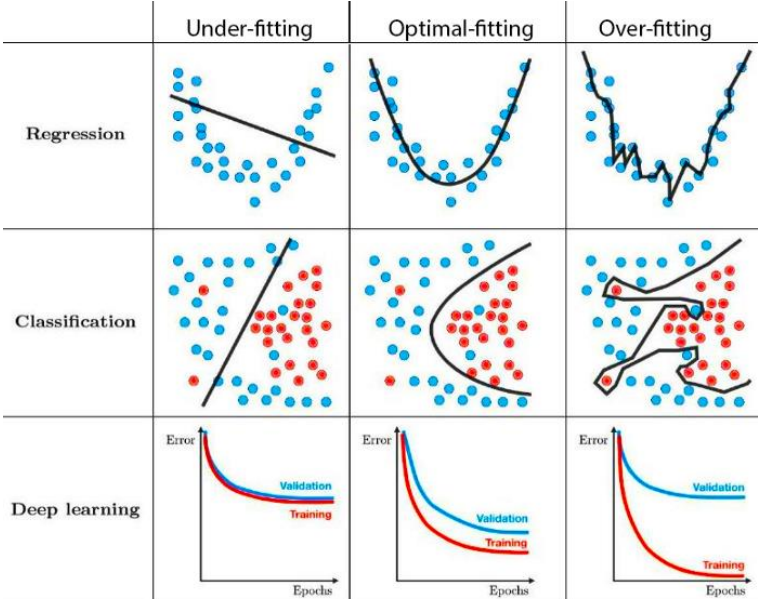 Under-fitting Optimal-fitting Over-fitting
Regression
Classification
Deep learning
Error
Validation
Training
Epochs
Error
Validation
Training
Epochs
Error
Validation
Training
Epochs